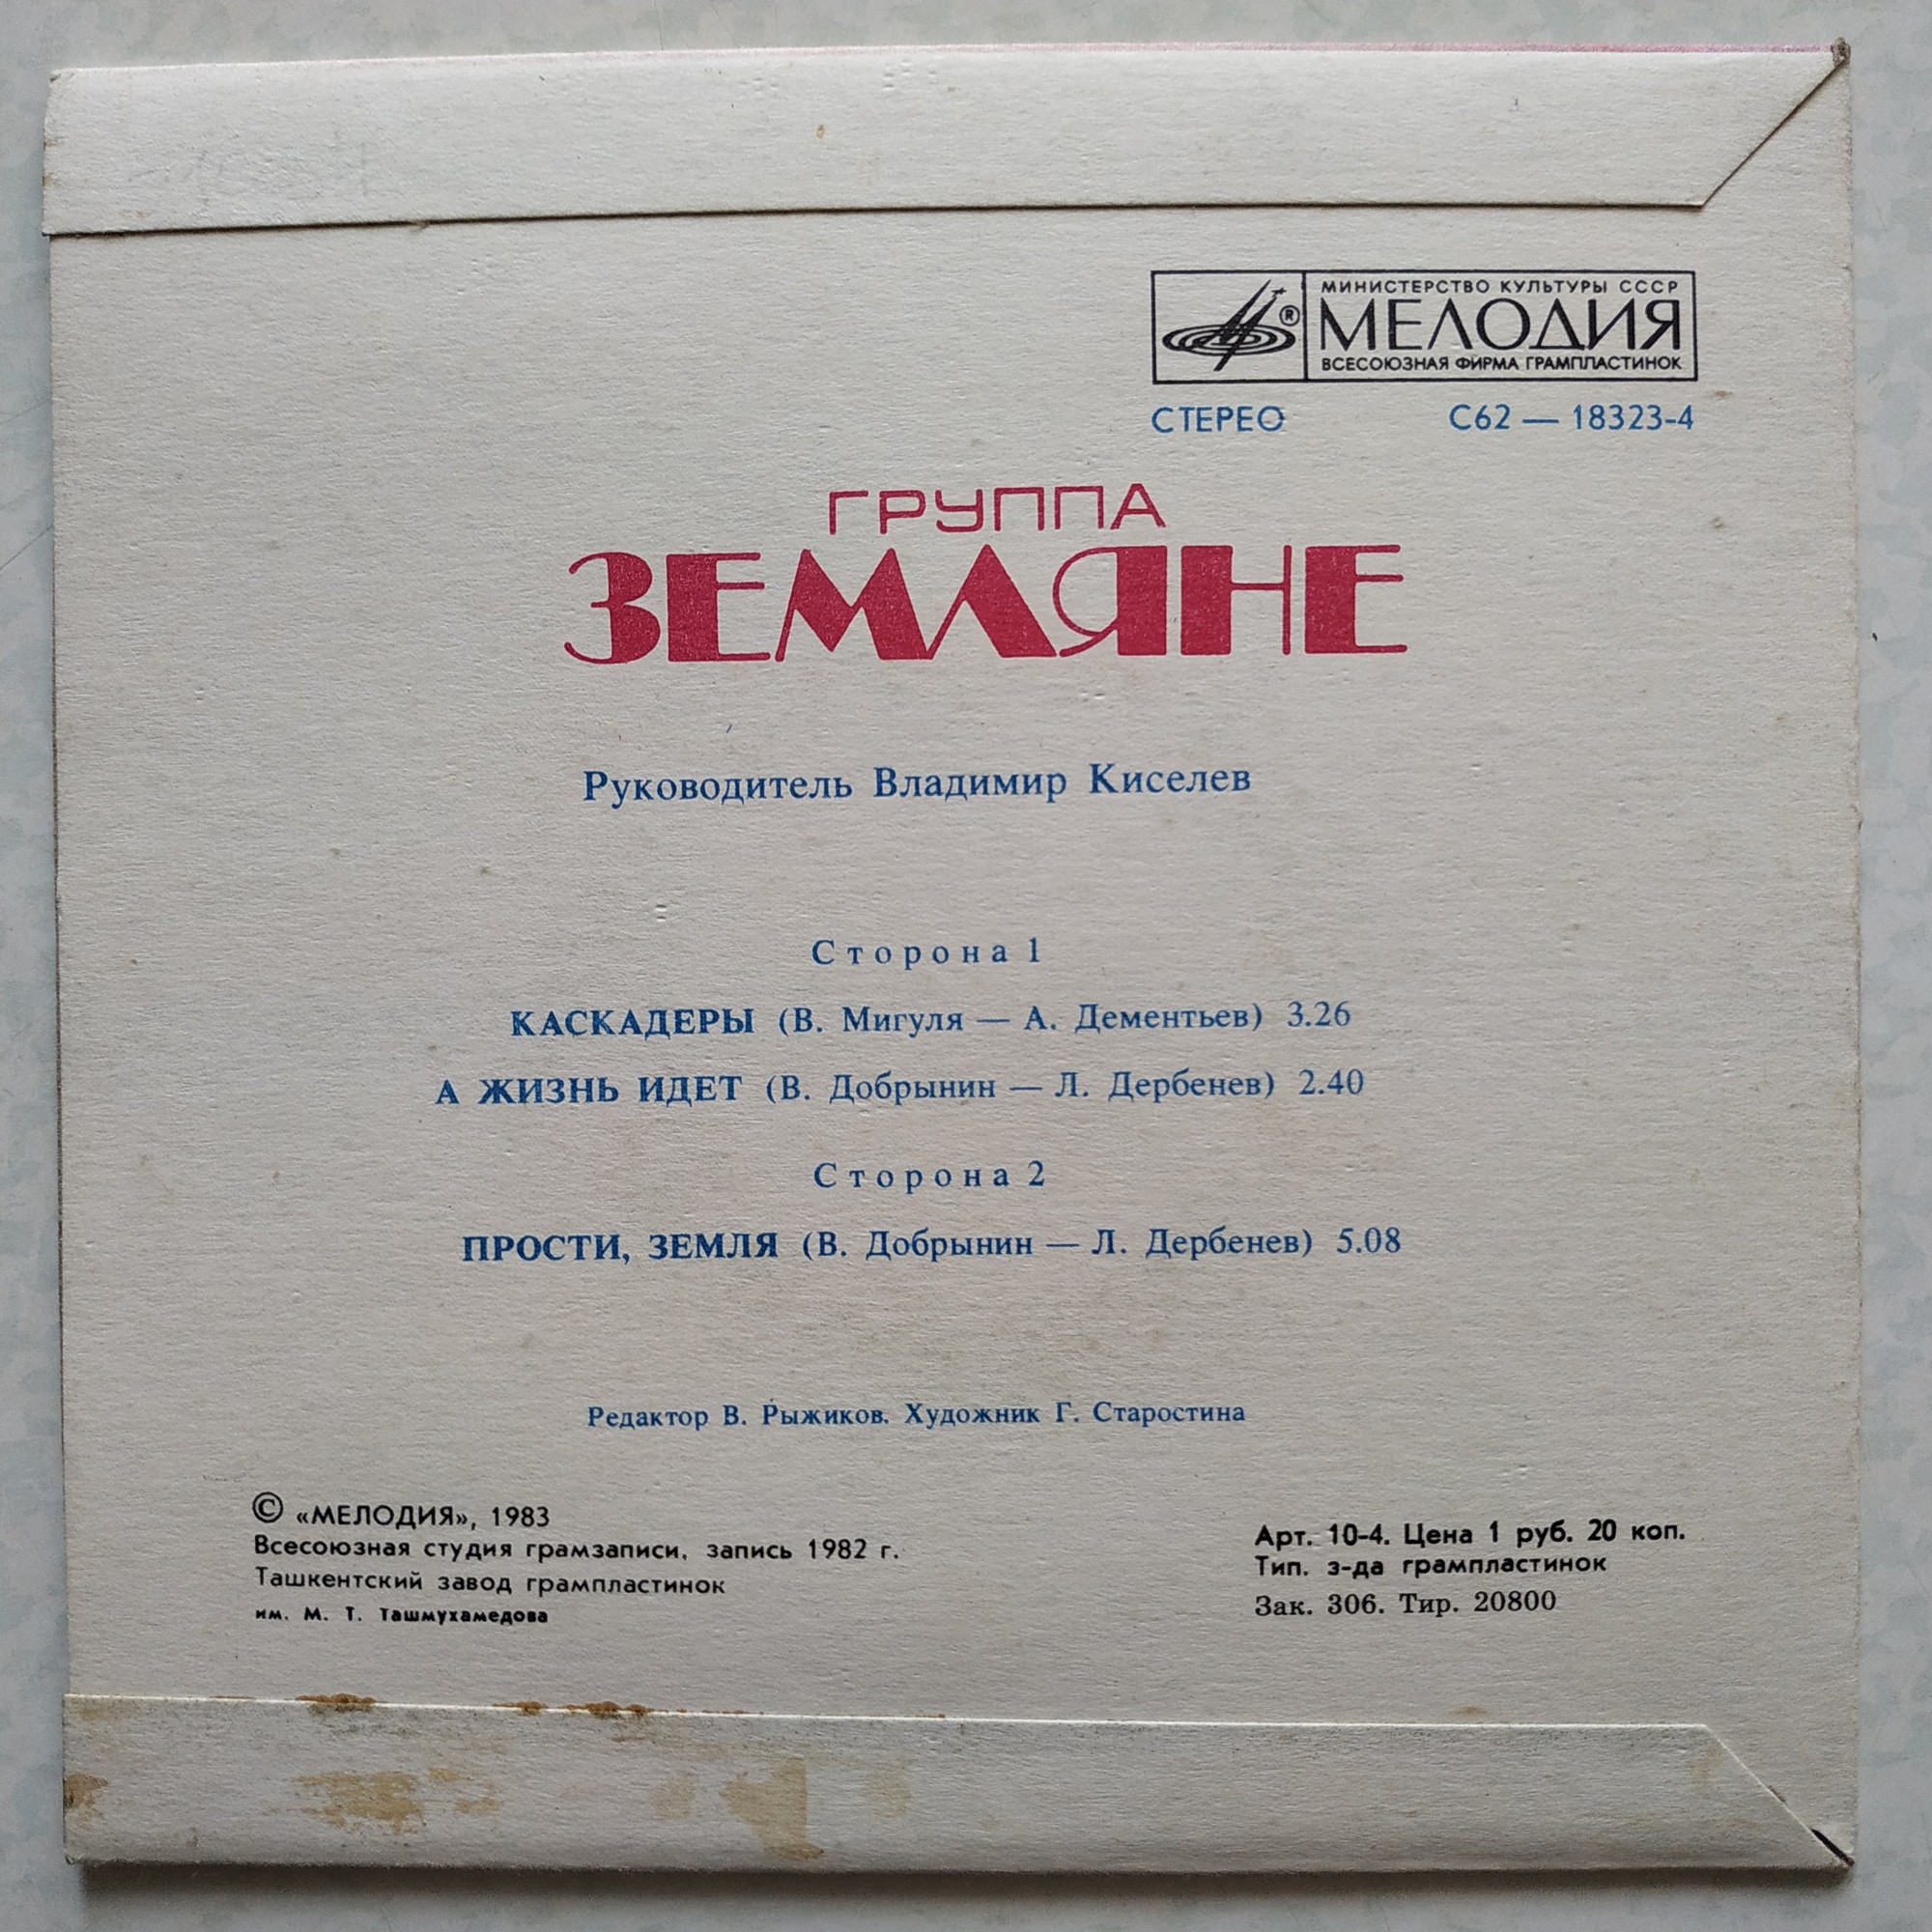 МИНИСТЕРСТВО КУЛЬТУРЫ СССР
МЕЛОДИЯ
ВСЕСОЮЗНАЯ ФИРМА ГРАМПЛАСТИНОК
®
СТЕРЕО С62 — 18323-4
ГРУППА
ЗЕМЛЯНЕ
Руководитель Владимир Киселев
Сторона 1
КАСКАДЕРЫ (В. Мигуля — А. Дементьев) 3.26
А ЖИЗНЬ ИДЕТ (В. Добрынин — Л. Дербенев) 2.40
Сторона 2
ПРОСТИ, ЗЕМЛЯ (В. Добрынин — Л. Дербенев) 5.08
Редактор В. Рыжиков. Художник Г. Старостина
© «МЕЛОДИЯ», 1983
Всесоюзная студия грамзаписи, запись 1982 г.
Ташкентский завод грампластинок
им. М. Т. Ташмухамедова
Арт. 10-4. Цена 1 руб. 20 коп.
Тип. з-да грампластинок
Зак. 306. Тир. 20800